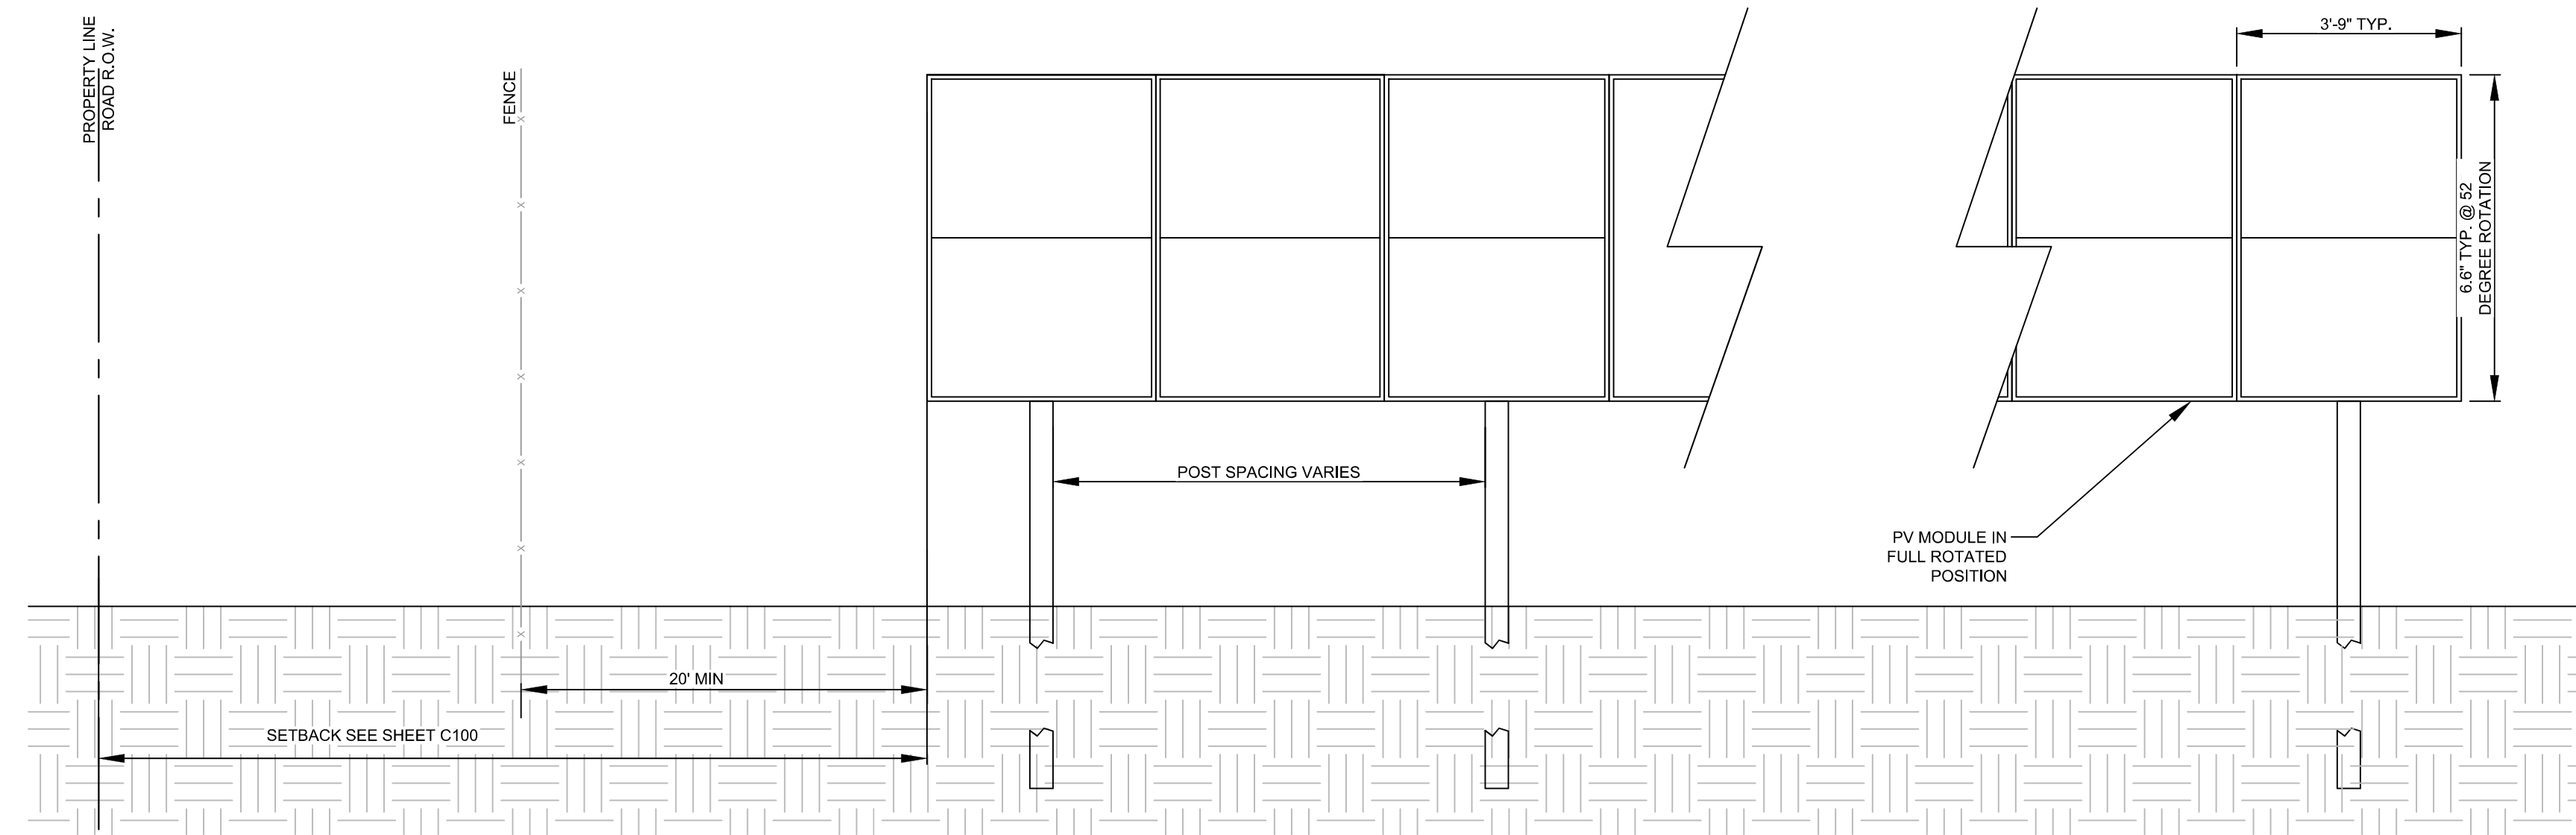 PROPERTY LINE
ROAD R.O.W.
FENCE
3'-9" TYP.
6.6" TYP. @ 52
DEGREE ROTATION
POST SPACING VARIES
PV MODULE IN
FULL ROTATED
POSITION
20' MIN
SETBACK SEE SHEET C100